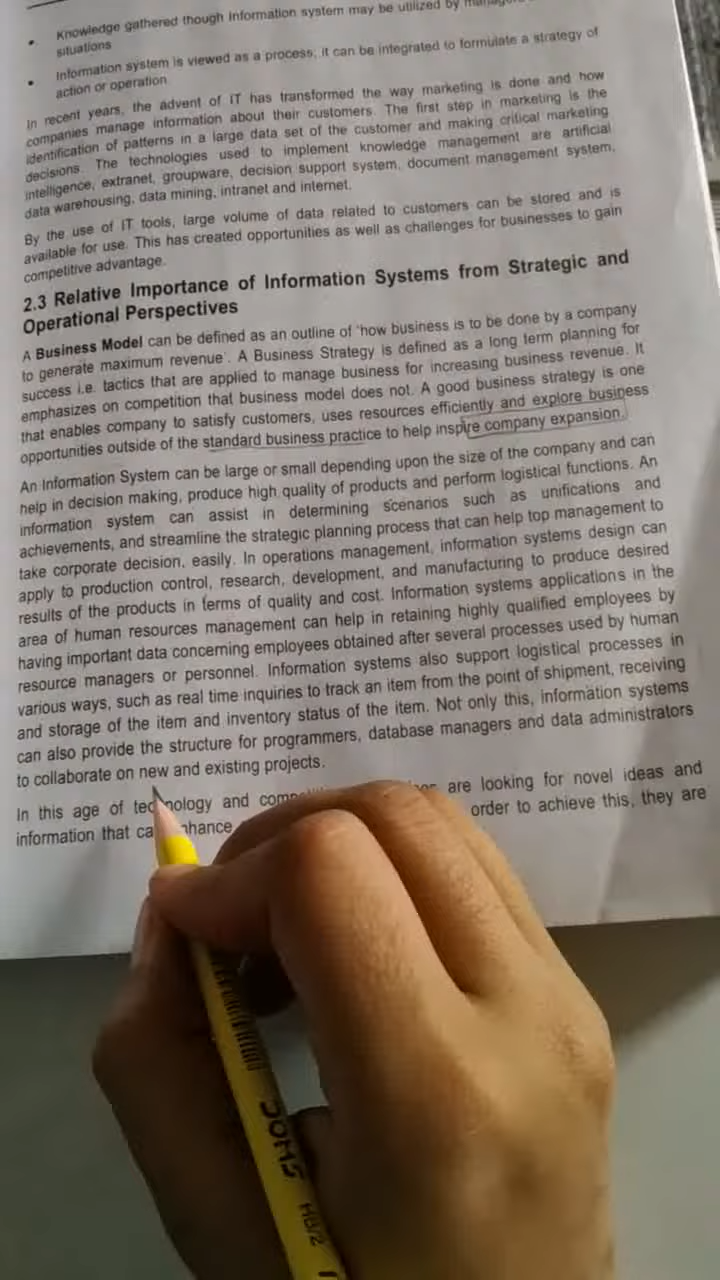 • Knowledge gathered though Information system may be utilized by
situations
• Information system is viewed as a process; it can be integrated to formulate a strategy of
action or operation
In recent years, the advent of IT has transformed the way marketing is done and how
companies manage information about their customers. The first step in marketing is the
identification of patterns in a large data set of the customer and making critical marketing
decisions. The technologies used to implement knowledge management are artificial
intelligence, extranet, groupware, decision support system, document management system,
data warehousing, data mining, intranet and internet.
By the use of IT tools, large volume of data related to customers can be stored and is
available for use. This has created opportunities as well as challenges for businesses to gain
competitive advantage.
2.3 Relative Importance of Information Systems from Strategic and
Operational Perspectives
A Business Model can be defined as an outline of 'how business is to be done by a company
to generate maximum revenue'. A Business Strategy is defined as a long term planning for
success i.e. tactics that are applied to manage business for increasing business revenue. It
emphasizes on competition that business model does not. A good business strategy is one
that enables company to satisfy customers, uses resources efficiently and explore business
opportunities outside of the standard business practice to help inspire company expansion.
An Information System can be large or small depending upon the size of the company and can
help in decision making, produce high quality of products and perform logistical functions. An
information system can assist in determining scenarios such as unifications and
achievements, and streamline the strategic planning process that can help top management to
take corporate decision, easily. In operations management, information systems design can
apply to production control, research, development, and manufacturing to produce desired
results of the products in terms of quality and cost. Information systems applications in the
area of human resources management can help in retaining highly qualified employees by
having important data concerning employees obtained after several processes used by human
resource managers or personnel. Information systems also support logistical processes in
various ways, such as real time inquiries to track an item from the point of shipment, receiving
and storage of the item and inventory status of the item. Not only this, information systems
can also provide the structure for programmers, database managers and data administrators
to collaborate on new and existing projects.
In this age of technology and are looking for novel ideas and
information that can enhance order to achieve this, they are
SMOC
HB/2